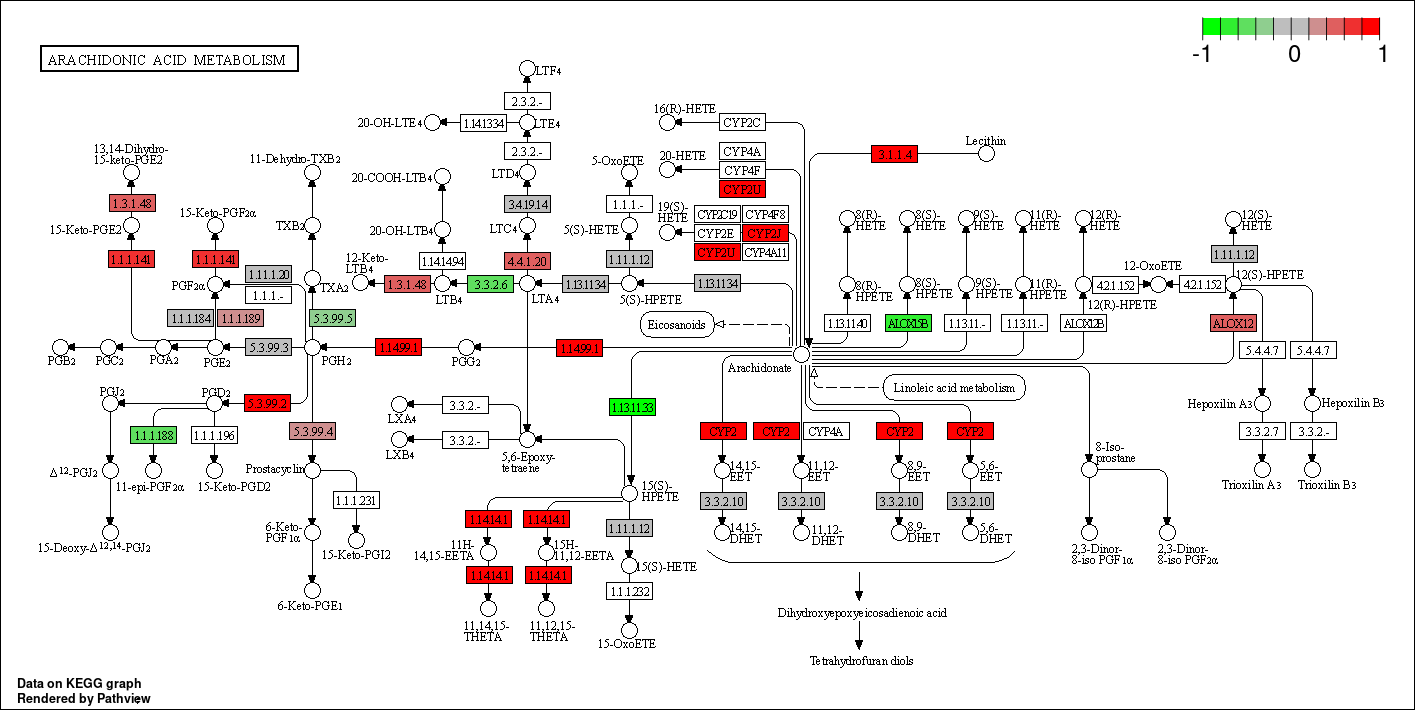 -1 0 1
ARACHIDONIC ACID METABOLISM
LTF4
2.3.2.-
20-OH-LTE4
1.14.13.34
LTE4
2.3.2.-
16(R)-HETE
CYP2C
20-HETE
CYP4A
CYP4F
CYP2U
3.1.1.4
Lecithin
13,14-Dihydro-
15-keto-PGE2
11-Dehydro-TXB2
20-COOH-LTB4
LTD4
5-OxoETE
1.3.1.48
15-Keto-PGF2α
3.4.19.14
1.1.1.-
19(S)-
HETE
CYP2C19
CYP4F8
CYP2E
CYP2J
CYP2U
CYP4A11
15-Keto-PGE2
TXB2
20-OH-LTB4
LTC4
5(S)-HETE
8(R)-
HETE
8(S)-
HETE
9(S)-
HETE
11(R)-
HETE
12(R)-
HETE
12(S)-
HETE
1.1.1.141
1.1.1.141
1.11.1.20
1.1.1.-
12-Keto-
LTB4
1.14.14.94
4.4.1.20
1.11.1.12
1.11.1.12
PGF2α
TXA2
1.3.1.48
LTB4
3.3.2.6
LTA4
1.13.11.34
5(S)-HPETE
1.13.11.34
8(R)-
HPETE
8(S)-
HPETE
9(S)-
HPETE
11(R)-
HPETE
12(R)-HPETE
4.2.1.152
12-OxoETE
4.2.1.152
12(S)-HPETE
1.1.1.184
1.1.1.189
5.3.99.5
Eicosanoids
1.13.11.40
ALOX15B
1.13.11.-
1.13.11.-
ALOX12B
ALOX12
PGB2
PGC2
PGA2
PGE2
5.3.99.3
PGH2
1.14.99.1
PGG2
1.14.99.1
Arachidonate
5.4.4.7
5.4.4.7
Linoleic acid metabolism
PGJ2
PGD2
5.3.99.2
LXA4
3.3.2.-
1.13.11.33
Hepoxilin A3
Hepoxilin B3
1.1.1.188
1.1.1.196
5.3.99.4
LXB4
3.3.2.-
5,6-Epoxy-
tetraene
CYP2
CYP2
CYP4A
CYP2
CYP2
8-Iso-
prostane
3.3.2.7
3.3.2.-
Δ12-PGJ2
11-epi-PGF2α
15-Keto-PGD2
Prostacyclin
14,15-
EET
11,12-
EET
8,9-
EET
5,6-
EET
Trioxilin A3
Trioxilin B3
1.1.1.231
15(S)-
HPETE
3.3.2.10
3.3.2.10
3.3.2.10
3.3.2.10
15-Deoxy-Δ12,14-PGJ2
6-Keto-
PGF1α
15-Keto-PGI2
1.14.14.1
1.14.14.1
1.11.1.12
14,15-
DHET
11,12-
DHET
8,9-
DHET
5,6-
DHET
11H-
14,15-EETA
15H-
11,12-EETA
2,3-Dinor-
8-iso PGF1α
2,3-Dinor-
8-iso PGF2α
1.14.14.1
1.14.14.1
15(S)-HETE
1.1.1.232
6-Keto-PGE1
11,14,15-
THETA
11,12,15-
THETA
15-OxoETE
Dihydroxyepoxyeicosadienoic acid
Tetrahydrofuran diols
Data on KEGG graph
Rendered by Pathview